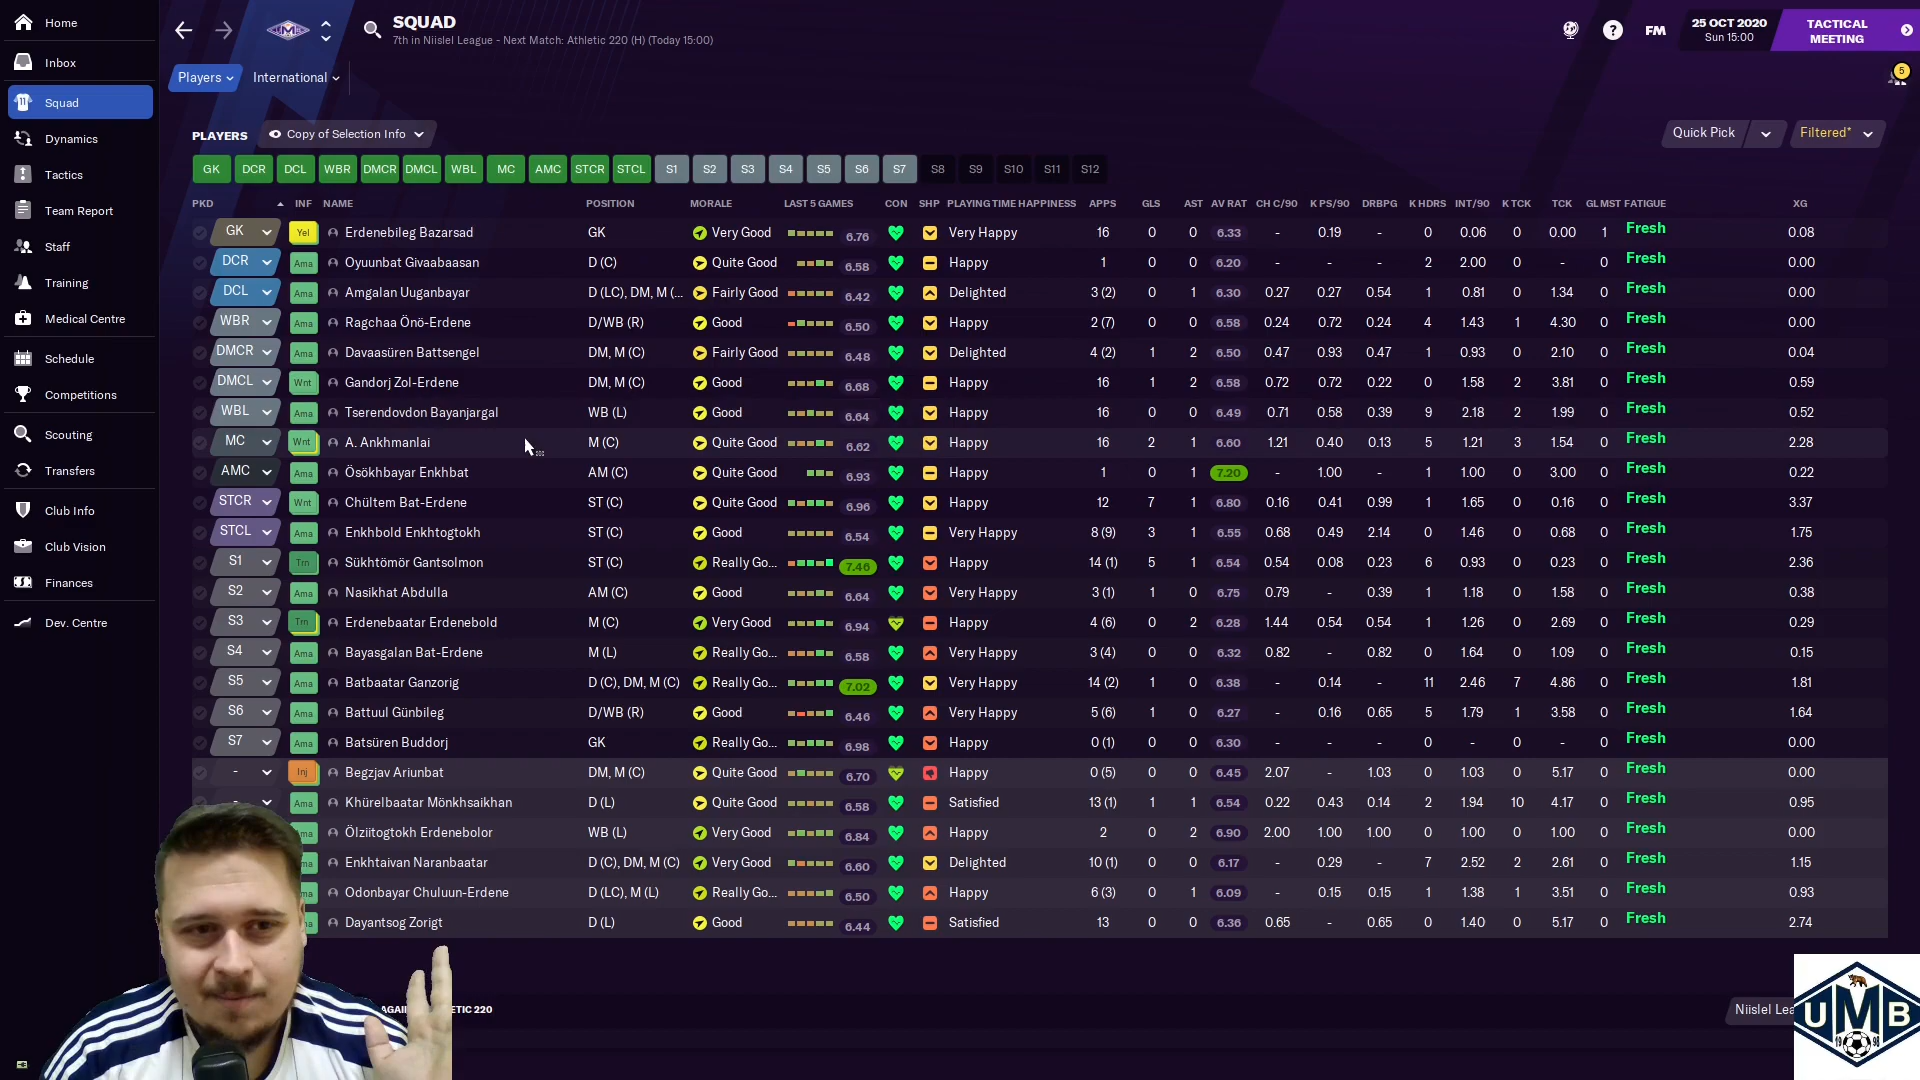 Home
Inbox
Squad
Dynamics
Tactics
Team Report
Staff
Training
Medical Centre
Schedule
Competitions
Scouting
Transfers
Club Info
Club Vision
Finances
Dev. Centre
UMB
SQUAD
7th in Niislel League - Next Match: Athletic 220 (H) (Today 15:00)
? FM 25 OCT 2020 Sun 15:00 TACTICAL MEETING
5
Players International
PLAYERS Copy of Selection Info Quick Pick Filtered*
GK DCR DCL WBR DMCR DMCL WBL MC AMC STCR STCL S1 S2 S3 S4 S5 S6 S7 S8 S9 S10 S11 S12
PKD INF NAME POSITION MORALE LAST 5 GAMES CON SHP PLAYING TIME HAPPINESS APPS GLS AST AV RAT CH C/90 K PS/90 DRBPG K HDRS INT/90 K TCK TCK GL MST FATIGUE XG
GK Yel Erdenebileg Bazarsad GK Very Good 6.76 Very Happy 16 0 0 6.33 - 0.19 - 0 0.06 0 0.00 1 Fresh 0.08
DCR Ama Oyuunbat Givaabaasan D (C) Quite Good 6.58 Happy 1 0 0 6.20 - - - 2 2.00 0 - 0 Fresh 0.00
DCL Ama Amgalan Uuganbayar D (LC), DM, M (... Fairly Good 6.42 Delighted 3 (2) 0 1 6.30 0.27 0.27 0.54 1 0.81 0 1.34 0 Fresh 0.00
WBR Ama Ragchaa Önö-Erdene D/WB (R) Good 6.50 Happy 2 (7) 0 0 6.58 0.24 0.72 0.24 4 1.43 1 4.30 0 Fresh 0.00
DMCR Ama Davaasüren Battsengel DM, M (C) Fairly Good 6.48 Delighted 4 (2) 1 2 6.50 0.47 0.93 0.47 1 0.93 0 2.10 0 Fresh 0.04
DMCL Wnt Gandorj Zol-Erdene DM, M (C) Good 6.68 Happy 16 1 2 6.58 0.72 0.72 0.22 0 1.58 2 3.81 0 Fresh 0.59
WBL Ama Tserendovdon Bayanjargal WB (L) Good 6.64 Happy 16 0 0 6.49 0.71 0.58 0.39 9 2.18 2 1.99 0 Fresh 0.52
MC Wnt A. Ankhmanlai M (C) Quite Good 6.62 Happy 16 2 1 6.60 1.21 0.40 0.13 5 1.21 3 1.54 0 Fresh 2.28
AMC Ama Ösökhbayar Enkhbat AM (C) Quite Good 6.93 Happy 1 0 1 7.20 - 1.00 - 1 1.00 0 3.00 0 Fresh 0.22
STCR Wnt Chültem Bat-Erdene ST (C) Quite Good 6.96 Happy 12 7 1 6.80 0.16 0.41 0.99 1 1.65 0 0.16 0 Fresh 3.37
STCL Ama Enkhbold Enkhtogtokh ST (C) Good 6.54 Very Happy 8 (9) 3 1 6.55 0.68 0.49 2.14 0 1.46 0 0.68 0 Fresh 1.75
S1 Trn Sükhtömör Gantsolmon ST (C) Really Go... 7.46 Happy 14 (1) 5 1 6.54 0.54 0.08 0.23 6 0.93 0 0.23 0 Fresh 2.36
S2 Ama Nasikhat Abdulla AM (C) Good 6.64 Very Happy 3 (1) 0 0 6.75 0.79 - 0.39 1 1.18 0 1.58 0 Fresh 0.38
S3 Trn Erdenebaatar Erdenebold M (C) Very Good 6.94 Happy 4 (6) 0 2 6.28 1.44 0.54 0.54 1 1.26 0 2.69 0 Fresh 0.29
S4 Ama Bayasgalan Bat-Erdene M (L) Really Go... 6.58 Very Happy 3 (4) 0 0 6.32 0.82 - 0.82 0 1.64 0 1.09 0 Fresh 0.15
S5 Ama Batbaatar Ganzorig D (C), DM, M (C) Really Go... 7.02 Very Happy 14 (2) 1 0 6.38 - 0.14 - 11 2.46 7 4.86 0 Fresh 1.81
S6 Ama Battuul Günbileg D/WB (R) Good 6.46 Very Happy 5 (6) 1 0 6.27 - 0.16 0.65 5 1.79 1 3.58 0 Fresh 1.64
S7 Ama Batsüren Buddorj GK Really Go... 6.98 Happy 0 (1) 0 0 6.30 - - - 0 - 0 - 0 Fresh 0.00
- Inj Begzjav Ariunbat DM, M (C) Quite Good 6.70 Happy 0 (5) 0 0 6.45 2.07 - 1.03 0 1.03 0 5.17 0 Fresh 0.00
- Ama Khürelbaatar Mönkhsaikhan D (L) Quite Good 6.58 Satisfied 13 (1) 1 1 6.54 0.22 0.43 0.14 2 1.94 10 4.17 0 Fresh 0.95
ma Ölziitogtokh Erdenebolor WB (L) Very Good 6.84 Happy 2 0 2 6.90 2.00 1.00 1.00 0 1.00 0 1.00 0 Fresh 0.00
ma Enkhtaivan Naranbaatar D (C), DM, M (C) Very Good 6.60 Delighted 10 (1) 0 0 6.17 - 0.29 - 7 2.52 2 2.61 0 Fresh 1.15
ma Odonbayar Chuluun-Erdene D (LC), M (L) Really Go... 6.50 Happy 6 (3) 0 1 6.09 - 0.15 0.15 1 1.38 1 3.51 0 Fresh 0.93
na Dayantsog Zorigt D (L) Good 6.44 Satisfied 13 0 0 6.36 0.65 - 0.65 0 1.40 0 5.17 0 Fresh 2.74
ETIC 220
Niislel Lea
UMB
19 98